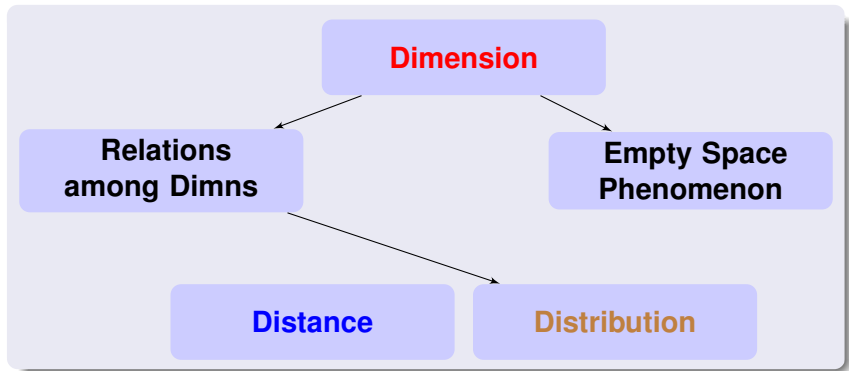 Dimension
Relations
among Dimns
Empty Space
Phenomenon
Distance
Distribution